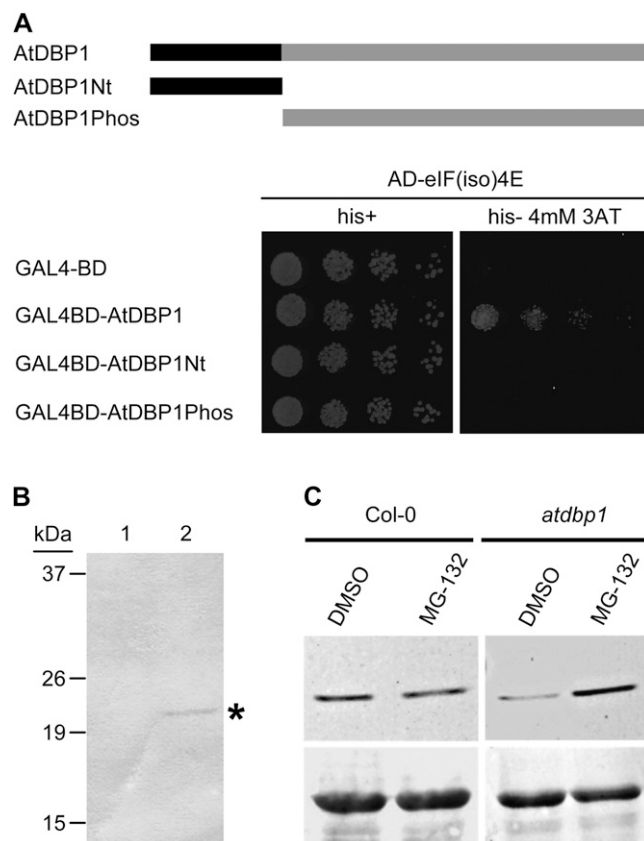 A
AtDBP1
AtDBP1Nt
AtDBP1Phos
AD-eIF(iso)4E
his+ his- 4mM 3AT
GAL4-BD
GAL4BD-AtDBP1
GAL4BD-AtDBP1Nt
GAL4BD-AtDBP1Phos
B
kDa 1 2
37
26
19
15
*
C
Col-0 atdbp1
DMSO MG-132 DMSO MG-132